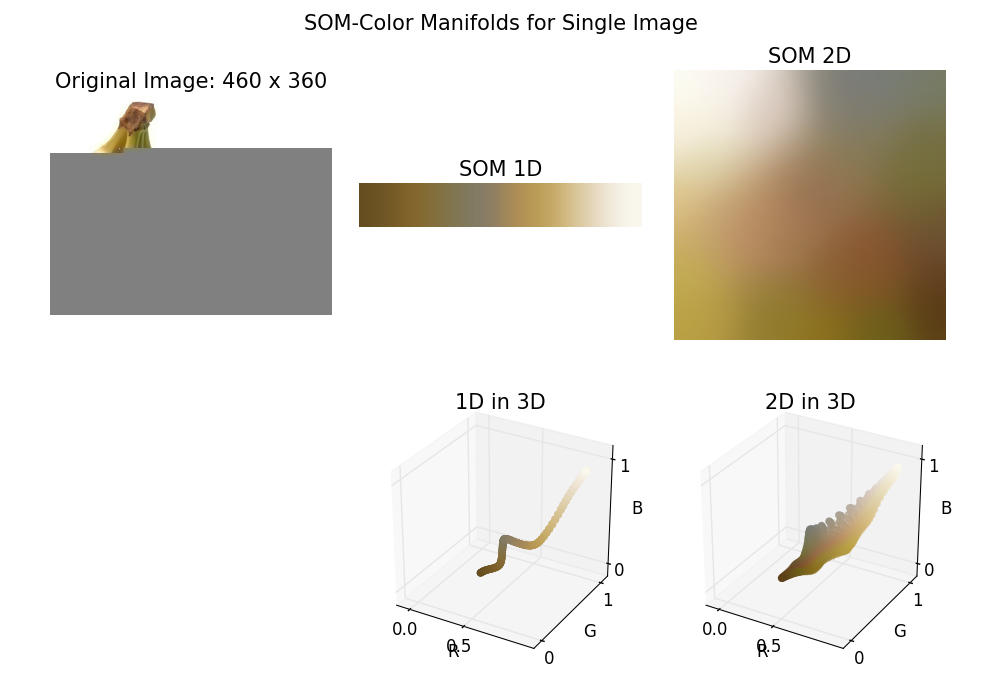 SOM-Color Manifolds for Single Image
Original Image: 460 x 360
SOM 1D
SOM 2D
1D in 3D
1
B
0
1
G
0.0
0.5
R
0
2D in 3D
1
B
0
1
G
0.0
0.5
R
0